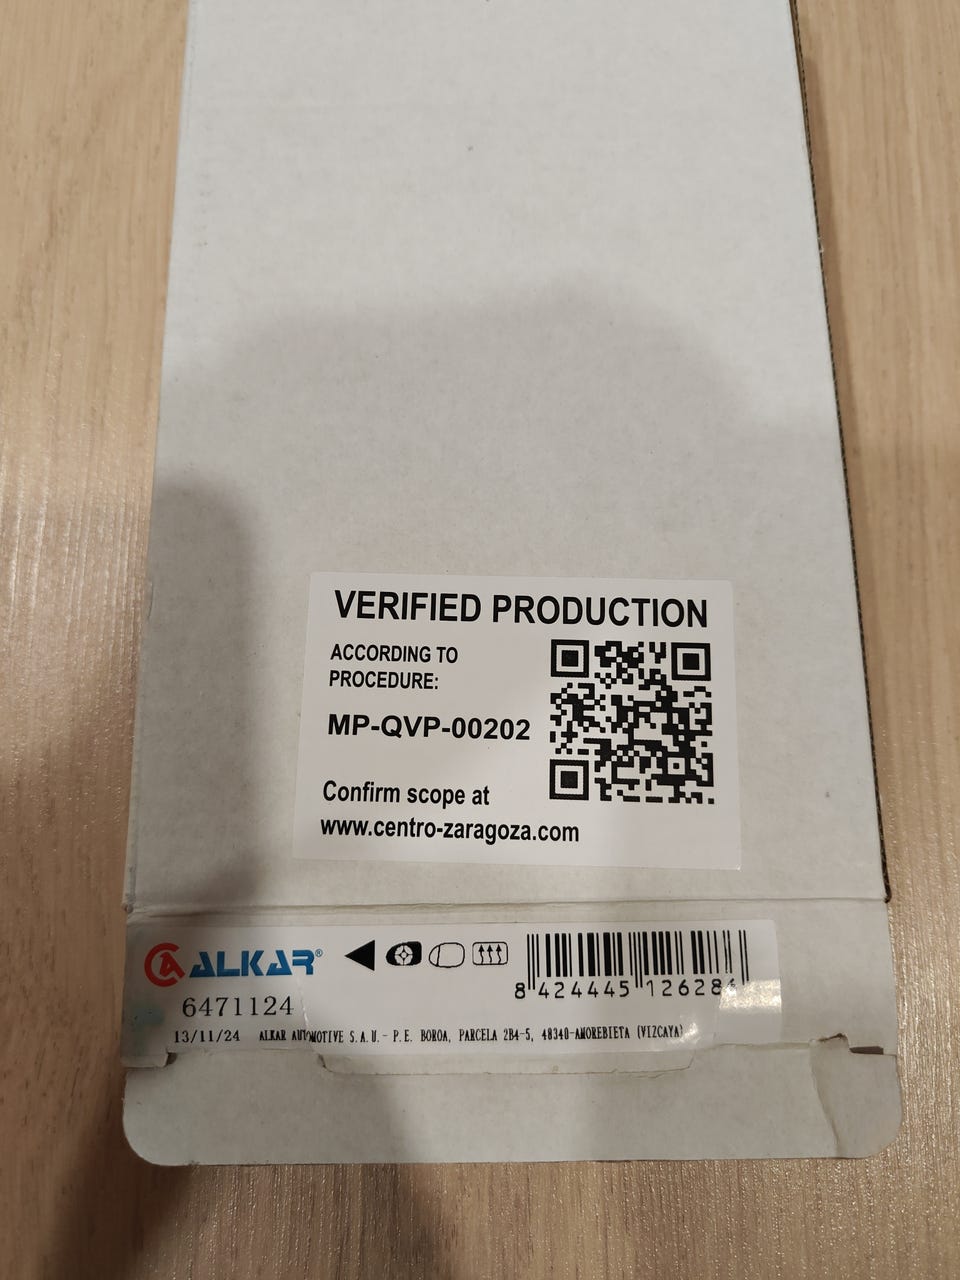 VERIFIED PRODUCTION
ACCORDING TO
PROCEDURE:
MP-QVP-00202
Confirm scope at
www.centro-zaragoza.com
ALKAR®
6471124
8 424445 126284
13/11/24 ALKAR AUTOMOTIVE S.A.U.- P.E. BOROA, PARCELA 2B4-5, 48340-AMOREBIETA (VIZCAYA)